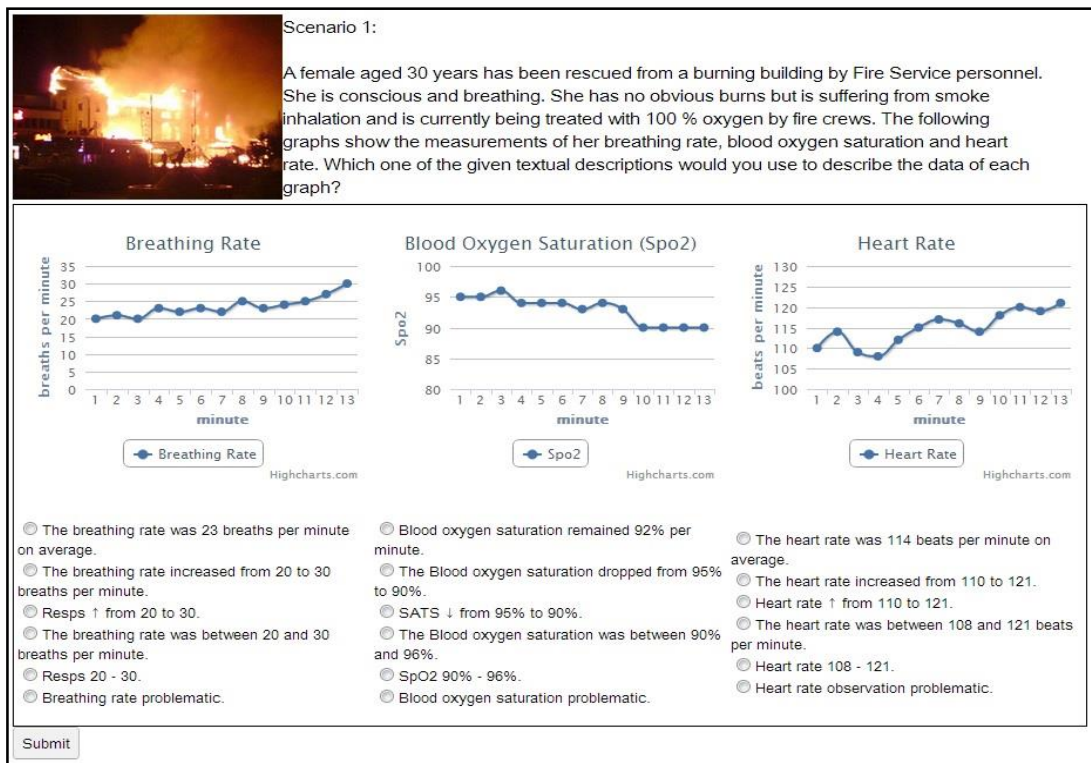 Scenario 1:
A female aged 30 years has been rescued from a burning building by Fire Service personnel.
She is conscious and breathing. She has no obvious burns but is suffering from smoke
inhalation and is currently being treated with 100 % oxygen by fire crews. The following
graphs show the measurements of her breathing rate, blood oxygen saturation and heart
rate. Which one of the given textual descriptions would you use to describe the data of each
graph?
Breathing Rate
breaths per minute
35
30
25
20
15
10
5
0
1 2 3 4 5 6 7 8 9 10 11 12 13
minute
Breathing Rate
Highcharts.com
Blood Oxygen Saturation (Spo2)
Spo2
100
95
90
85
80
1 2 3 4 5 6 7 8 9 10 11 12 13
minute
Spo2
Highcharts.com
Heart Rate
beats per minute
130
125
120
115
110
105
100
1 2 3 4 5 6 7 8 9 10 11 12 13
minute
Heart Rate
Highcharts.com
The breathing rate was 23 breaths per minute
on average.
The breathing rate increased from 20 to 30
breaths per minute.
Resps ↑ from 20 to 30.
The breathing rate was between 20 and 30
breaths per minute.
Resps 20 - 30.
Breathing rate problematic.
Blood oxygen saturation remained 92% per
minute.
The Blood oxygen saturation dropped from 95%
to 90%.
SATS ↓ from 95% to 90%.
The Blood oxygen saturation was between 90%
and 96%.
SpO2 90% - 96%.
Blood oxygen saturation problematic.
The heart rate was 114 beats per minute on
average.
The heart rate increased from 110 to 121.
Heart rate ↑ from 110 to 121.
The heart rate was between 108 and 121 beats
per minute.
Heart rate 108 - 121.
Heart rate observation problematic.
Submit